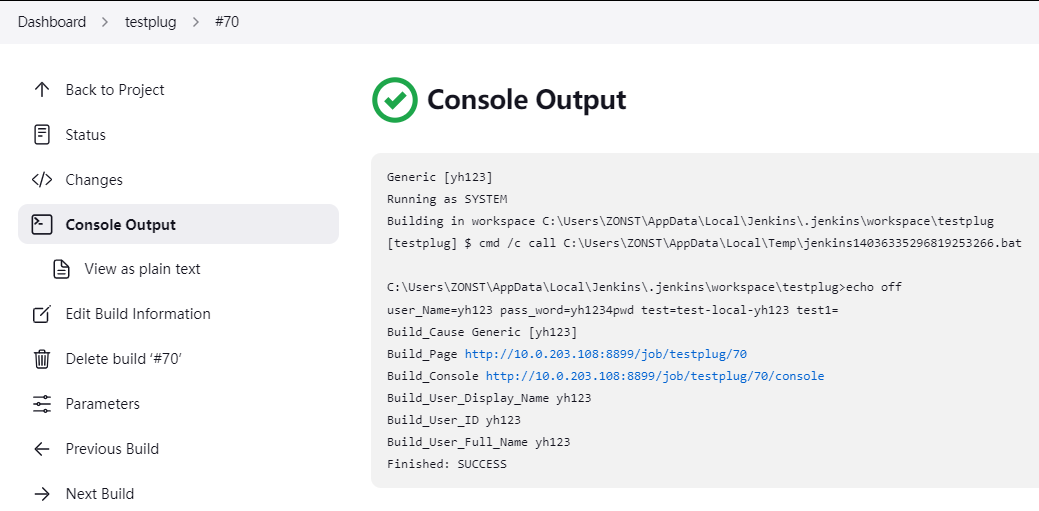 Dashboard > testplug > #70
Back to Project
Status
Changes
Console Output
View as plain text
Edit Build Information
Delete build ‘#70’
Parameters
Previous Build
Next Build
Console Output
Generic [yh123]
Running as SYSTEM
Building in workspace C:\Users\ZONST\AppData\Local\Jenkins\.jenkins\workspace\testplug
[testplug] $ cmd /c call C:\Users\ZONST\AppData\Local\Temp\jenkins14036335296819253266.bat
C:\Users\ZONST\AppData\Local\Jenkins\.jenkins\workspace\testplug>echo off
user_Name=yh123 pass_word=yh1234pwd test=test-local-yh123 test1=
Build_Cause Generic [yh123]
Build_Page http://10.0.203.108:8899/job/testplug/70
Build_Console http://10.0.203.108:8899/job/testplug/70/console
Build_User_Display_Name yh123
Build_User_ID yh123
Build_User_Full_Name yh123
Finished: SUCCESS